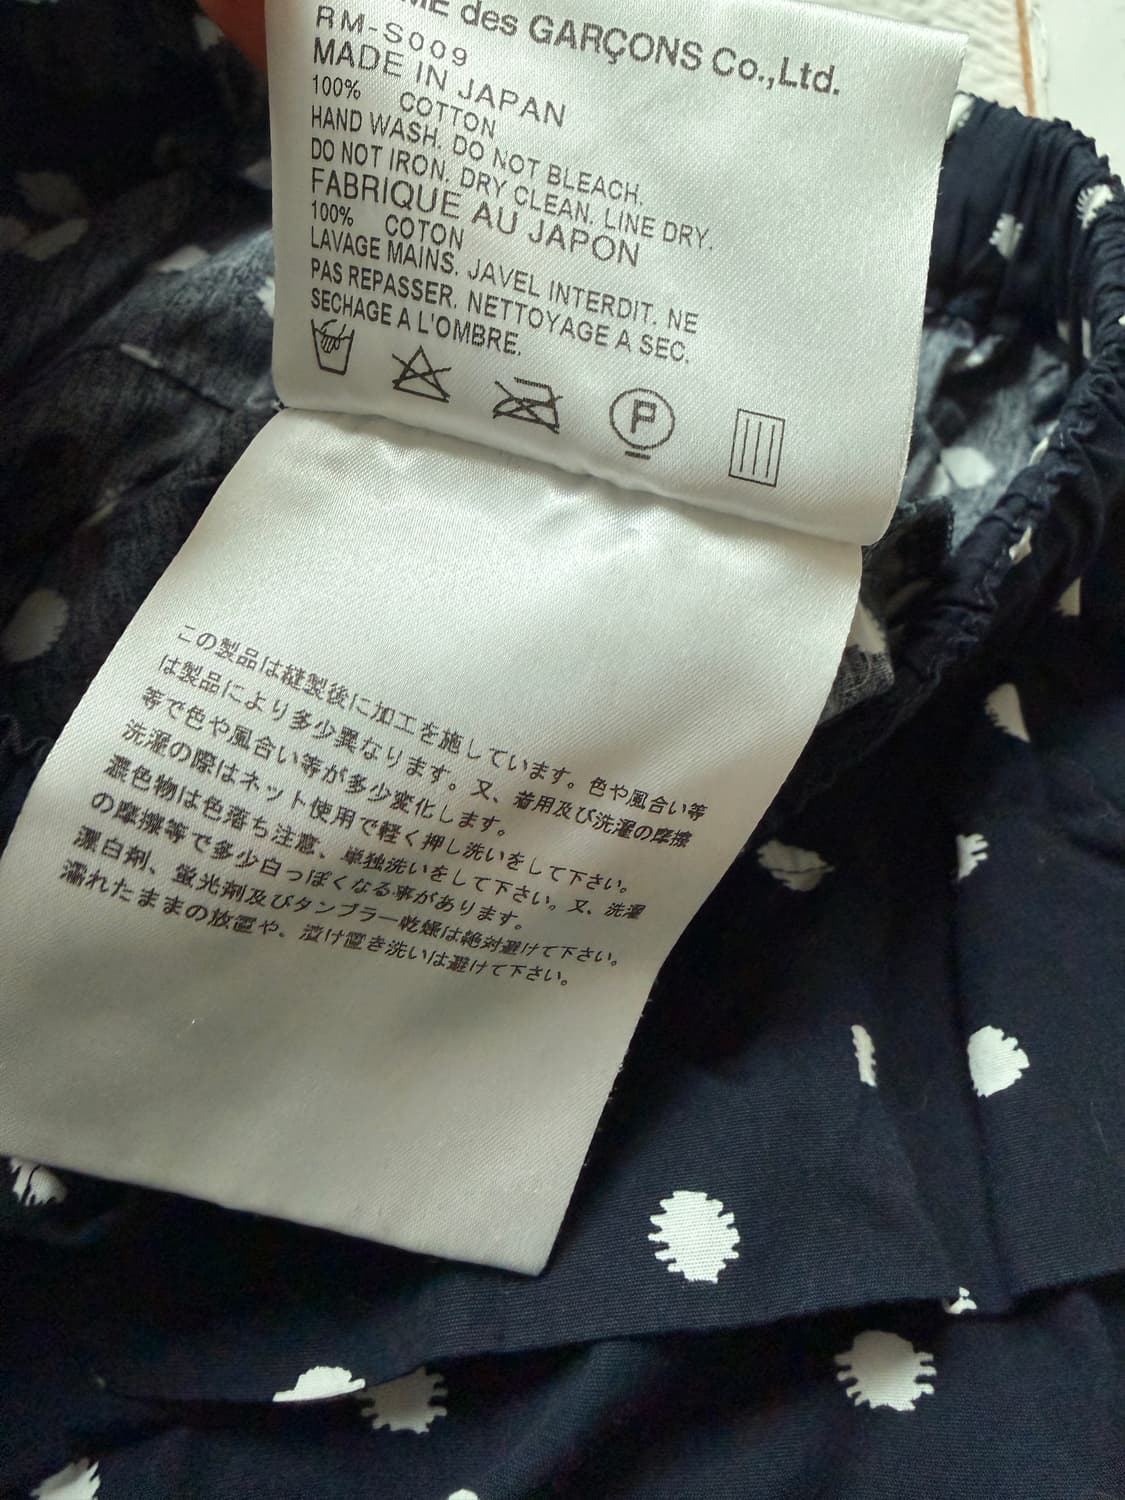 des GARÇONS Co.,Ltd.
RM-S009
MADE IN JAPAN
100% COTTON
HAND WASH. DO NOT BLEACH.
DO NOT IRON. DRY CLEAN. LINE DRY.
FABRIQUE AU JAPON
100% COTON
LAVAGE MAINS. JAVEL INTERDIT. NE
PAS REPASSER. NETTOYAGE A SEC.
SECHAGE A L'OMBRE.
P
この製品は縫製後に加工を施しています。色や風合い等
は製品により多少異なります。又、着用及び洗濯の摩擦
等で色や風合い等が多少変化します。
洗濯の際はネット使用で軽く押し洗いをして下さい。
濃色物は色落ち注意、単独洗いをして下さい。又、洗濯
の摩擦等で多少白っぽくなる事があります。
漂白剤、蛍光剤及びタンブラー乾燥は絶対避けて下さい。
濡れたままの放置や、漬け置き洗いは避けて下さい。